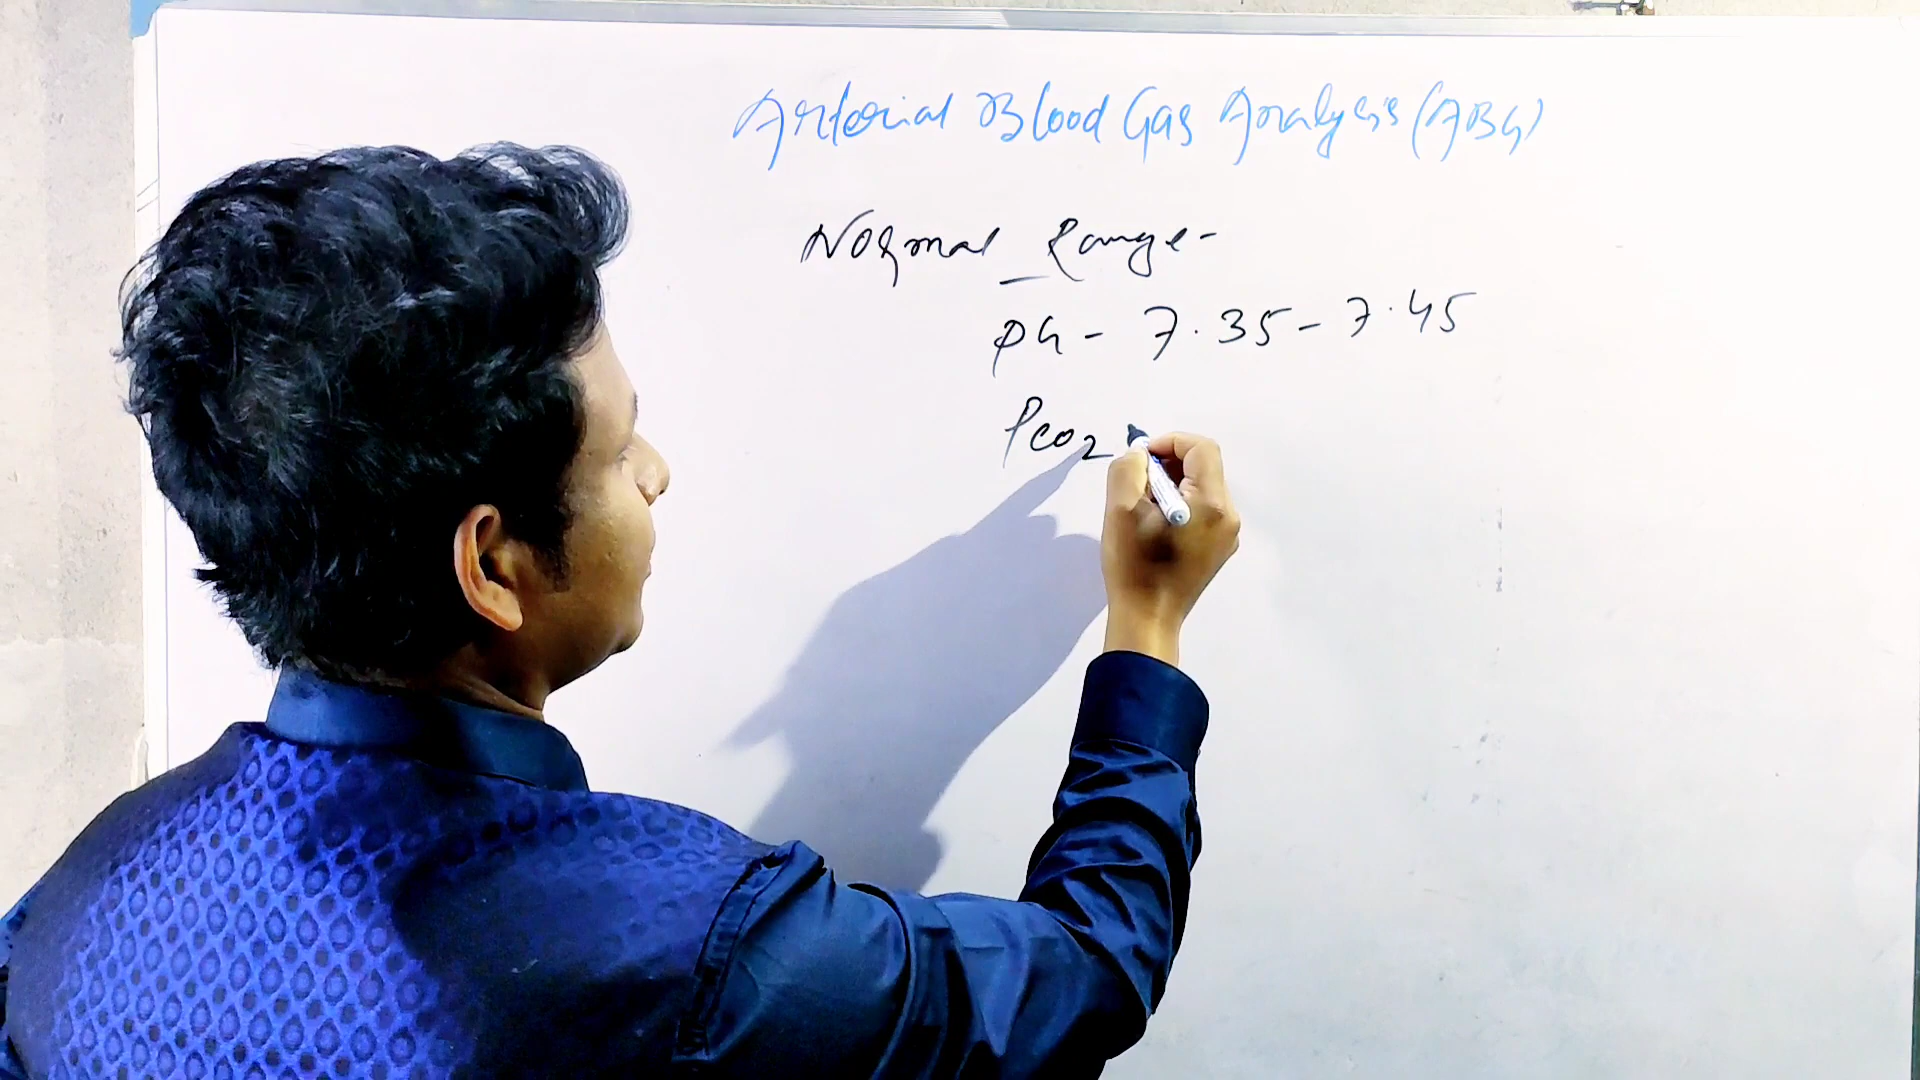 Arterial Blood Gas Analysis (ABG)
Normal Range-
PH - 7.35 - 7.45
PCO2